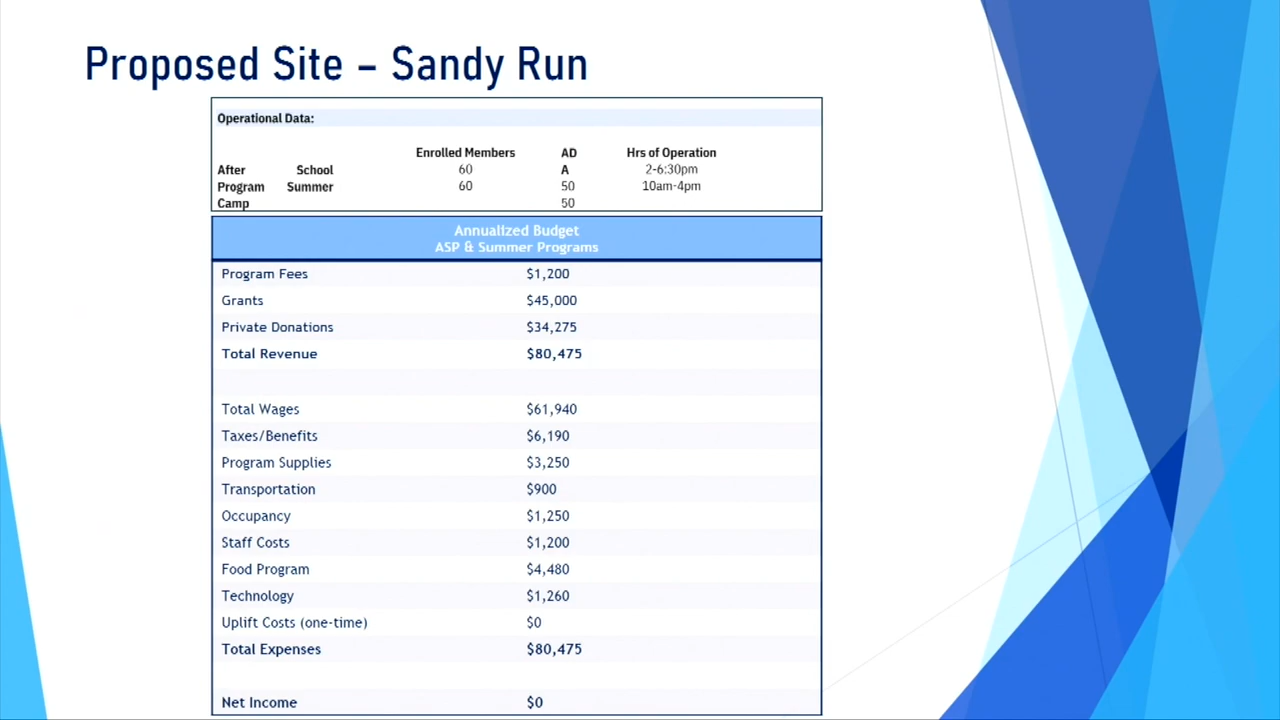 Proposed Site – Sandy Run
Operational Data:
Enrolled Members AD Hrs of Operation
After School 60 A 2-6:30pm
Program Summer 60 50 10am-4pm
Camp 50
Annualized Budget
ASP & Summer Programs
Program Fees $1,200
Grants $45,000
Private Donations $34,275
Total Revenue $80,475
Total Wages $61,940
Taxes/Benefits $6,190
Program Supplies $3,250
Transportation $900
Occupancy $1,250
Staff Costs $1,200
Food Program $4,480
Technology $1,260
Uplift Costs (one-time) $0
Total Expenses $80,475
Net Income $0